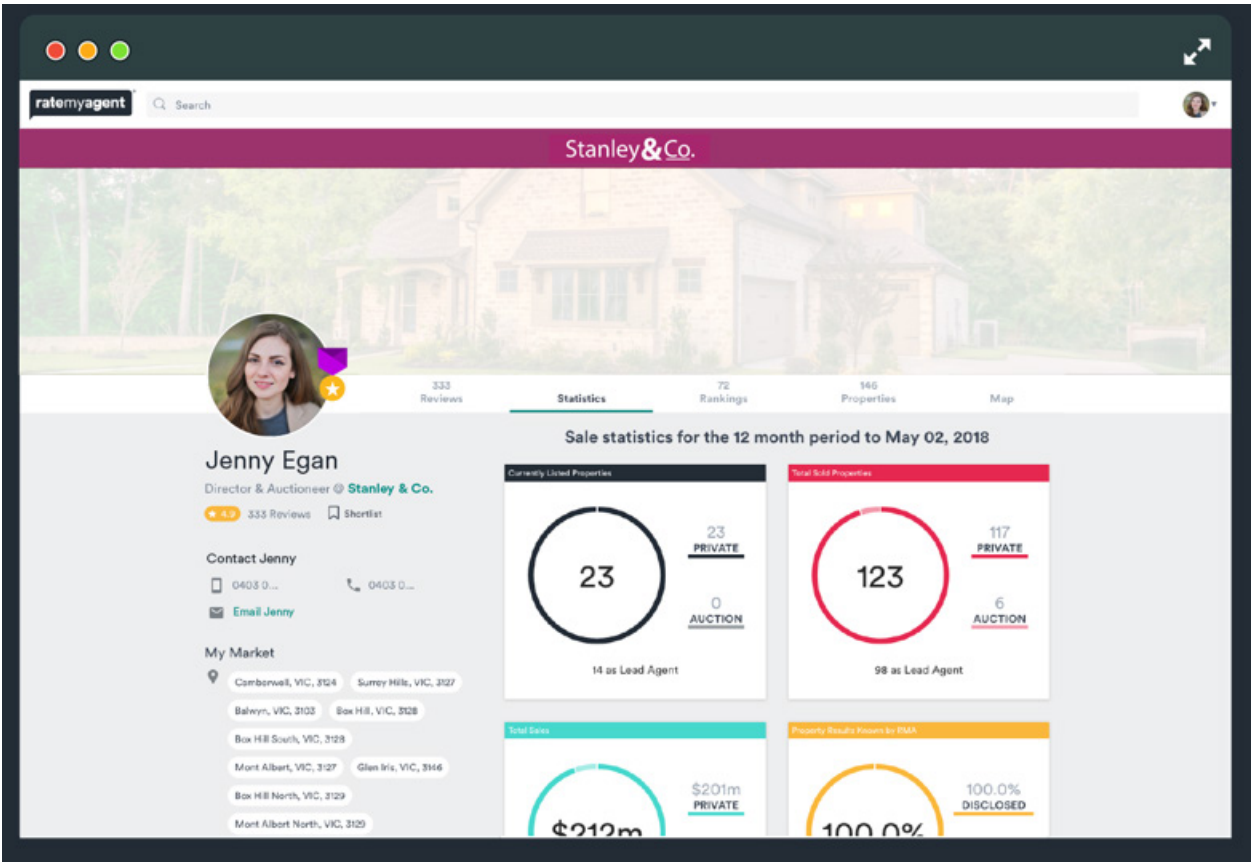 ratemyagent
Search
Stanley&Co.
333
Reviews
Statistics
72
Rankings
146
Properties
Map
Jenny Egan
Director & Auctioneer @ Stanley & Co.
4.9 333 Reviews Shortlist
Contact Jenny
0403 0... 0403 0...
Email Jenny
My Market
Camberwell, VIC, 3124 Surrey Hills, VIC, 3127
Balwyn, VIC, 3103 Box Hill, VIC, 3128
Box Hill South, VIC, 3128
Mont Albert, VIC, 3127 Glen Iris, VIC, 3146
Box Hill North, VIC, 3129
Mont Albert North, VIC, 3129
Sale statistics for the 12 month period to May 02, 2018
Currently Listed Properties
23
23
PRIVATE
0
AUCTION
14 as Lead Agent
Total Sold Properties
123
117
PRIVATE
6
AUCTION
98 as Lead Agent
Total Sales
$212m
$201m
PRIVATE
Property Results Known by RMA
100.0%
100.0%
DISCLOSED